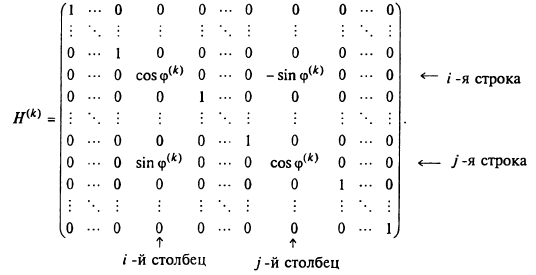 1 ⋯ 0 0 0 ⋯ 0 0 0 ⋯ 0
⋮ ⋱ ⋮ ⋮ ⋮ ⋱ ⋮ ⋮ ⋮ ⋱ ⋮
0 ⋯ 1 0 0 ⋯ 0 0 0 ⋯ 0
0 ⋯ 0 cos φ^(k) 0 ⋯ 0 − sin φ^(k) 0 ⋯ 0 ← i -я строка
0 ⋯ 0 0 1 ⋯ 0 0 0 ⋯ 0
H^(k) = ⋮ ⋱ ⋮ ⋮ ⋮ ⋱ ⋮ ⋮ ⋮ ⋱ ⋮ .
0 ⋯ 0 0 0 ⋯ 1 0 0 ⋯ 0
0 ⋯ 0 sin φ^(k) 0 ⋯ 0 cos φ^(k) 0 ⋯ 0 ← j -я строка
0 ⋯ 0 0 0 ⋯ 0 0 1 ⋯ 0
⋮ ⋱ ⋮ ⋮ ⋮ ⋱ ⋮ ⋮ ⋮ ⋱ ⋮
0 ⋯ 0 0 0 ⋯ 0 0 0 ⋯ 1
↑ ↑
i -й столбец j -й столбец